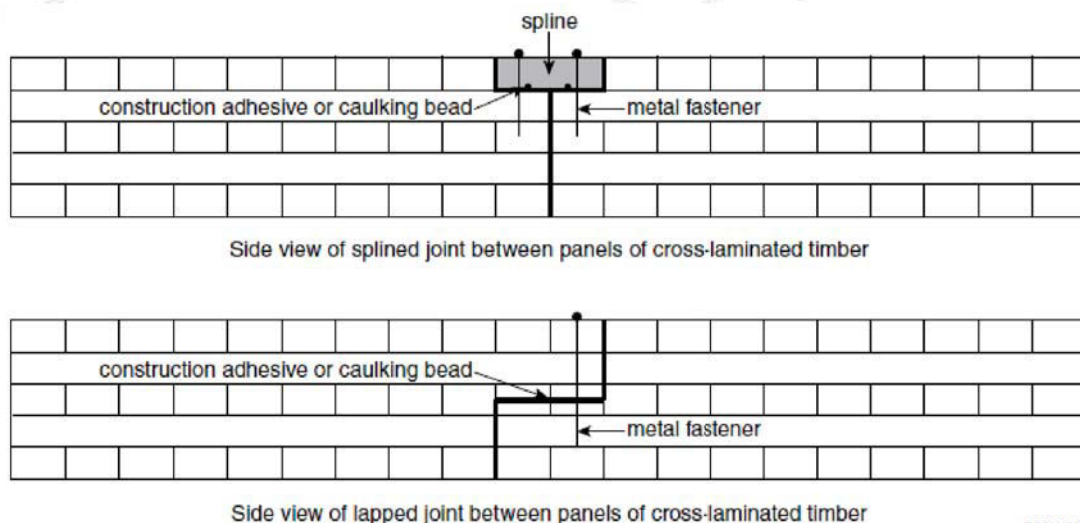 spline
construction adhesive or caulking bead
metal fastener
Side view of splined joint between panels of cross-laminated timber
construction adhesive or caulking bead
metal fastener
Side view of lapped joint between panels of cross-laminated timber